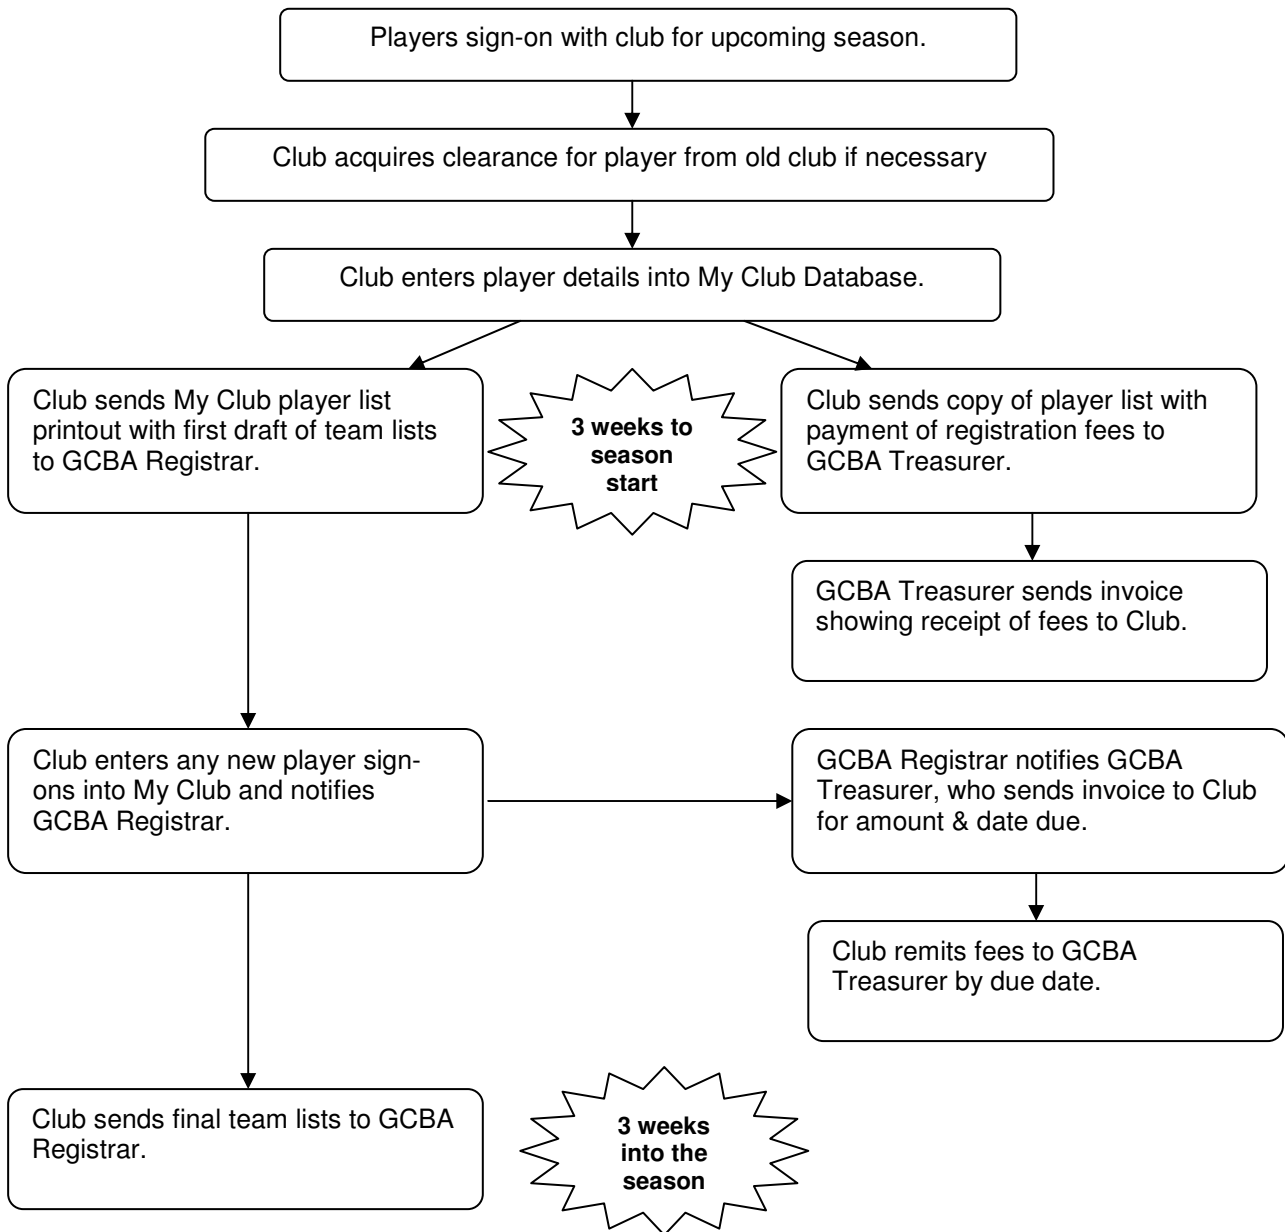 Players sign-on with club for upcoming season.
Club acquires clearance for player from old club if necessary
Club enters player details into My Club Database.
Club sends My Club player list
printout with first draft of team lists
to GCBA Registrar.
3 weeks to
season
start
Club sends copy of player list with
payment of registration fees to
GCBA Treasurer.
GCBA Treasurer sends invoice
showing receipt of fees to Club.
Club enters any new player sign-
ons into My Club and notifies
GCBA Registrar.
GCBA Registrar notifies GCBA
Treasurer, who sends invoice to Club
for amount & date due.
Club remits fees to GCBA
Treasurer by due date.
Club sends final team lists to GCBA
Registrar.
3 weeks
into the
season